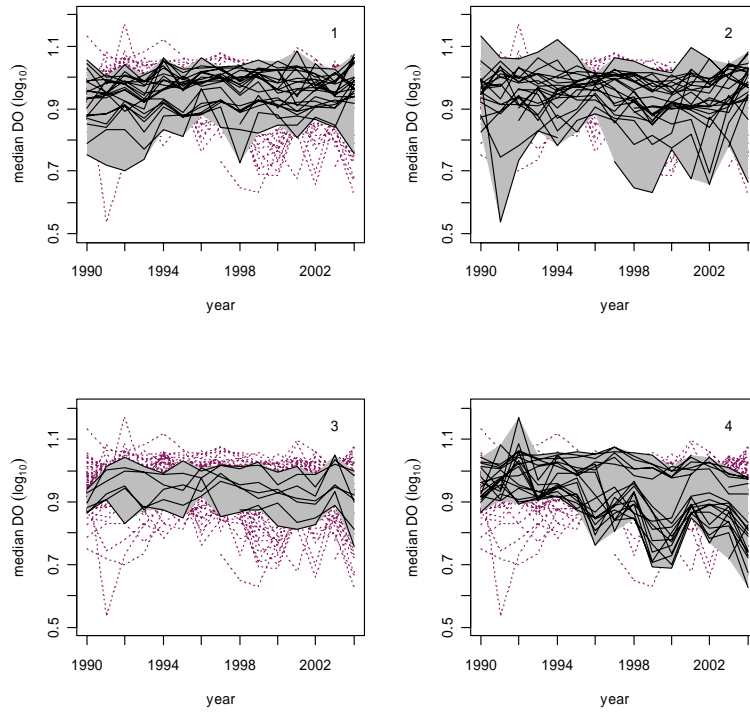 1
median DO (log10)
0.5 0.7 0.9 1.1
1990 1994 1998 2002
year
2
median DO (log10)
0.5 0.7 0.9 1.1
1990 1994 1998 2002
year
3
median DO (log10)
0.5 0.7 0.9 1.1
1990 1994 1998 2002
year
4
median DO (log10)
0.5 0.7 0.9 1.1
1990 1994 1998 2002
year